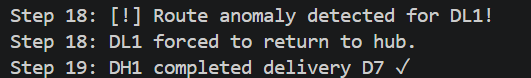 Step 18: [!] Route anomaly detected for DL1!
Step 18: DL1 forced to return to hub.
Step 19: DH1 completed delivery D7 ✓